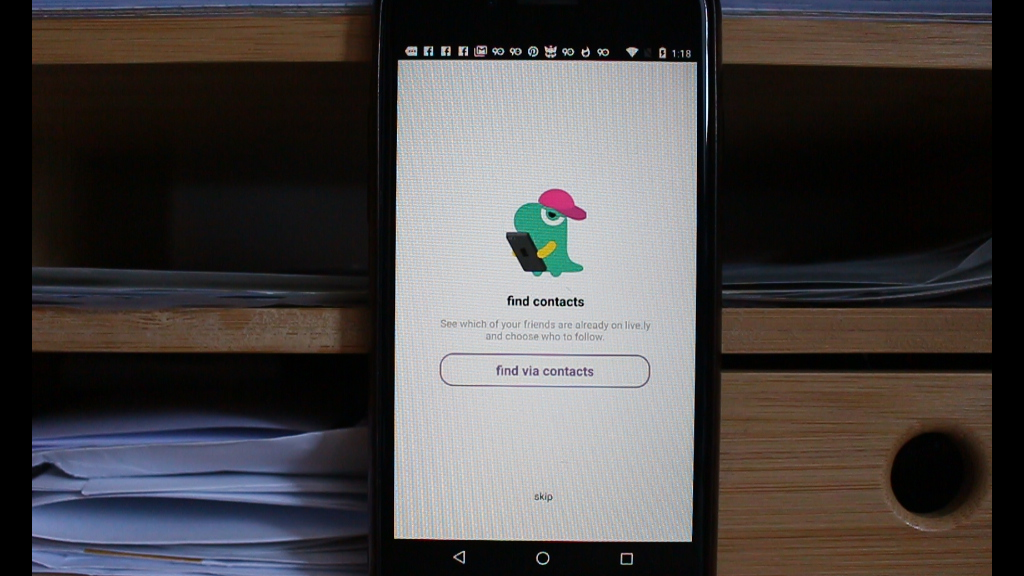 1:18
find contacts
See which of your friends are already on live.ly
and choose who to follow.
find via contacts
skip